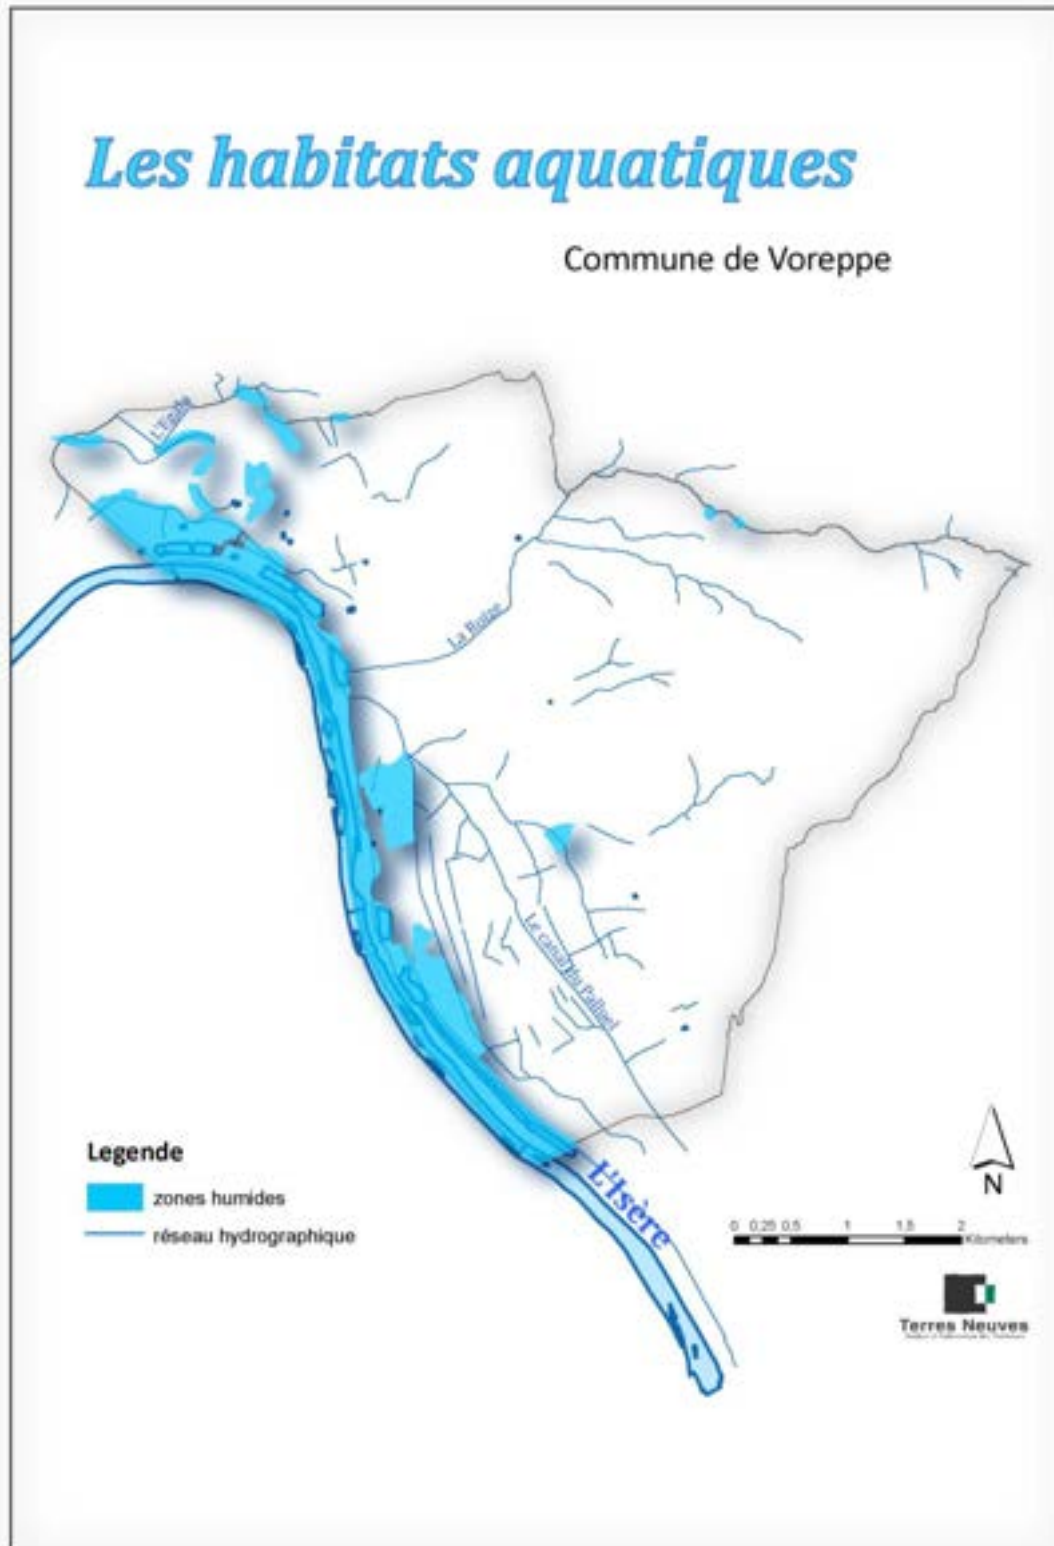 Les habitats aquatiques
Commune de Voreppe
La Roize
Le canal du Palluel
L'Isère
Legende
zones humides
réseau hydrographique
N
0 0.25 0.5 1 1.5 2
Kilometers
Terres Neuves